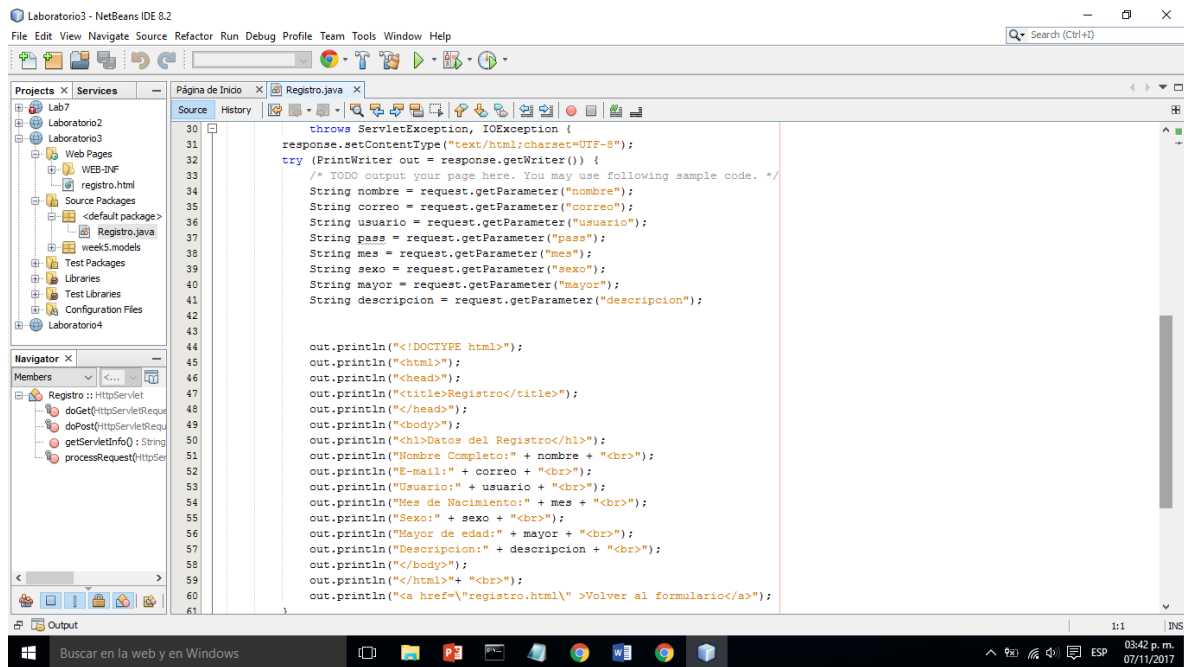 Laboratorio3 - NetBeans IDE 8.2
File Edit View Navigate Source Refactor Run Debug Profile Team Tools Window Help
Search (Ctrl+I)
Projects Services
Lab7
Laboratorio2
Laboratorio3
Web Pages
WEB-INF
registro.html
Source Packages
<default package>
Registro.java
week5.models
Test Packages
Libraries
Test Libraries
Configuration Files
Laboratorio4
Navigator
Members <...
Registro :: HttpServlet
doGet(HttpServletReque
doPost(HttpServletRequ
getServletInfo() : String
processRequest(HttpSer
Página de Inicio Registro.java
Source History
30 throws ServletException, IOException {
31 response.setContentType("text/html;charset=UTF-8");
32 try (PrintWriter out = response.getWriter()) {
33 /* TODO output your page here. You may use following sample code. */
34 String nombre = request.getParameter("nombre");
35 String correo = request.getParameter("correo");
36 String usuario = request.getParameter("usuario");
37 String pass = request.getParameter("pass");
38 String mes = request.getParameter("mes");
39 String sexo = request.getParameter("sexo");
40 String mayor = request.getParameter("mayor");
41 String descripcion = request.getParameter("descripcion");
42
43
44 out.println("<!DOCTYPE html>");
45 out.println("<html>");
46 out.println("<head>");
47 out.println("<title>Registro</title>");
48 out.println("</head>");
49 out.println("<body>");
50 out.println("<h1>Datos del Registro</h1>");
51 out.println("Nombre Completo:" + nombre + "<br>");
52 out.println("E-mail:" + correo + "<br>");
53 out.println("Usuario:" + usuario + "<br>");
54 out.println("Mes de Nacimiento:" + mes + "<br>");
55 out.println("Sexo:" + sexo + "<br>");
56 out.println("Mayor de edad:" + mayor + "<br>");
57 out.println("Descripcion:" + descripcion + "<br>");
58 out.println("</body>");
59 out.println("</html>"+ "<br>");
60 out.println("<a href=\"registro.html\" >Volver al formulario</a>");
61 }
Output
1:1 INS
Buscar en la web y en Windows
ESP
03:42 p. m.
07/11/2017